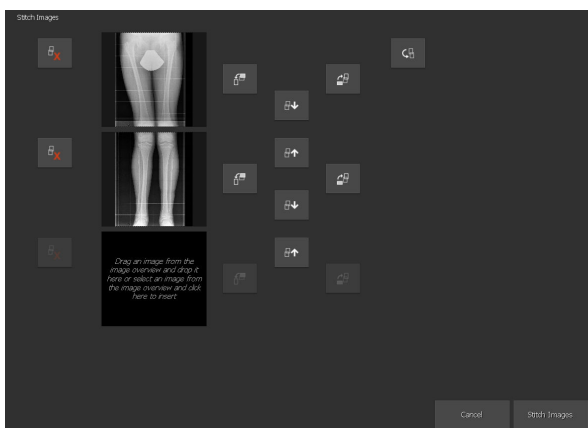 Stitch Images
Drag an image from the
image overview and drop it
here or select an image from
the image overview and click
here to insert
Cancel
Stitch Images